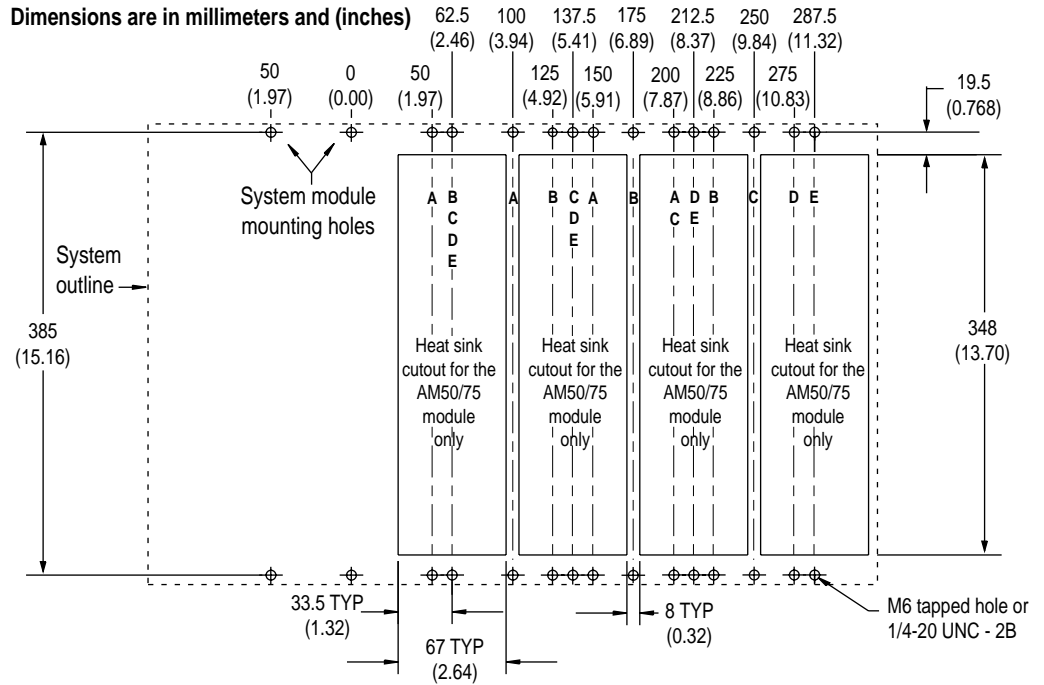 Dimensions are in millimeters and (inches)
62.5
(2.46)
100
(3.94)
137.5
(5.41)
175
(6.89)
212.5
(8.37)
250
(9.84)
287.5
(11.32)
50
(1.97)
0
(0.00)
50
(1.97)
125
(4.92)
150
(5.91)
200
(7.87)
225
(8.86)
275
(10.83)
19.5
(0.768)
System module
mounting holes
A
B
C
D
E
A
B
C
D
E
A
B
A
C
D
E
B
C
D
E
System
outline
385
(15.16)
Heat sink
cutout for the
AM50/75
module
only
Heat sink
cutout for the
AM50/75
module
only
Heat sink
cutout for the
AM50/75
module
only
Heat sink
cutout for the
AM50/75
module
only
348
(13.70)
33.5 TYP
(1.32)
67 TYP
(2.64)
8 TYP
(0.32)
M6 tapped hole or
1/4-20 UNC - 2B